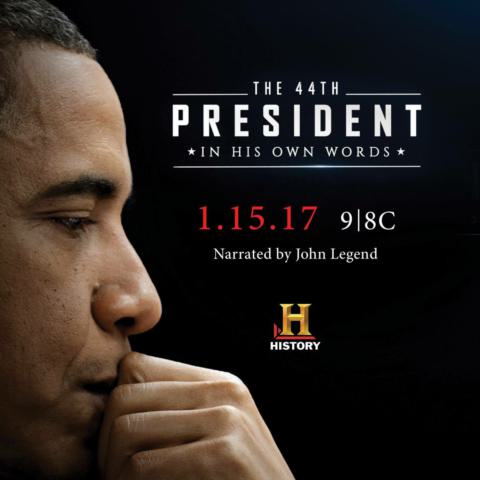 THE 44TH
PRESIDENT
★IN HIS OWN WORDS★
1.15.17 9|8C
Narrated by John Legend
H
HISTORY